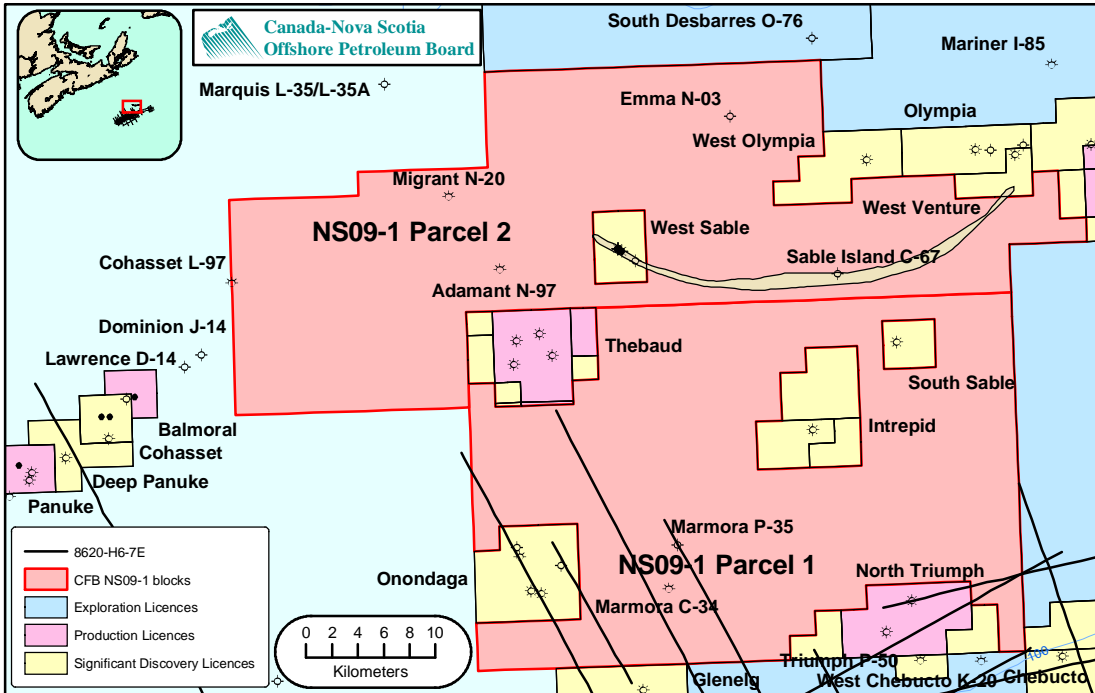 South Desbarres O-76
Canada-Nova Scotia
Offshore Petroleum Board
Mariner I-85
Marquis L-35/L-35A
Emma N-03
Olympia
West Olympia
Migrant N-20
West Venture
NS09-1 Parcel 2
West Sable
Sable Island C-67
Cohasset L-97
Adamant N-97
Dominion J-14
Thebaud
Lawrence D-14
South Sable
Balmoral
Intrepid
Cohasset
Deep Panuke
Panuke
Marmora P-35
8620-H6-7E
NS09-1 Parcel 1
CFB NS09-1 blocks
North Triumph
Onondaga
Exploration Licences
Marmora C-34
Production Licences
0 2 4 6 8 10
Kilometers
Significant Discovery Licences
Triumph P-50
100
Glenelg
West Chebucto K-20
Chebucto